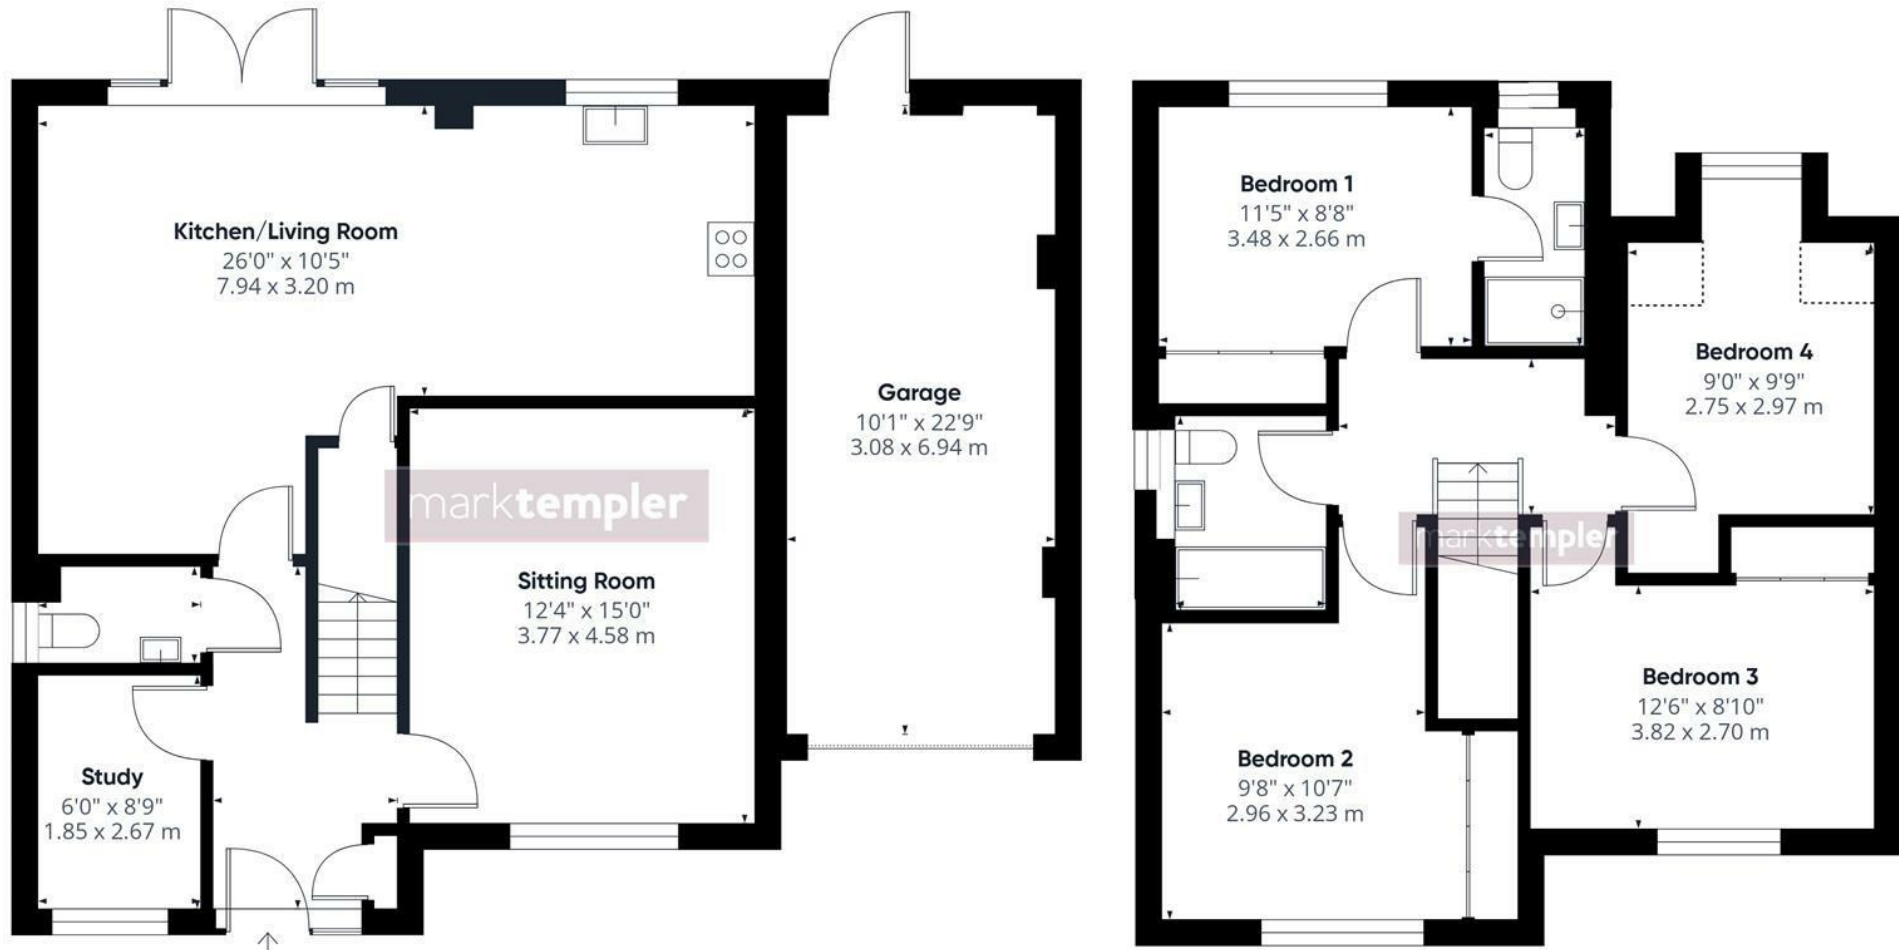 Kitchen/Living Room
26'0" x 10'5"
7.94 x 3.20 m
Garage
10'1" x 22'9"
3.08 x 6.94 m
marktempler
Sitting Room
12'4" x 15'0"
3.77 x 4.58 m
Study
6'0" x 8'9"
1.85 x 2.67 m
Bedroom 1
11'5" x 8'8"
3.48 x 2.66 m
Bedroom 4
9'0" x 9'9"
2.75 x 2.97 m
marktempler
Bedroom 3
12'6" x 8'10"
3.82 x 2.70 m
Bedroom 2
9'8" x 10'7"
2.96 x 3.23 m